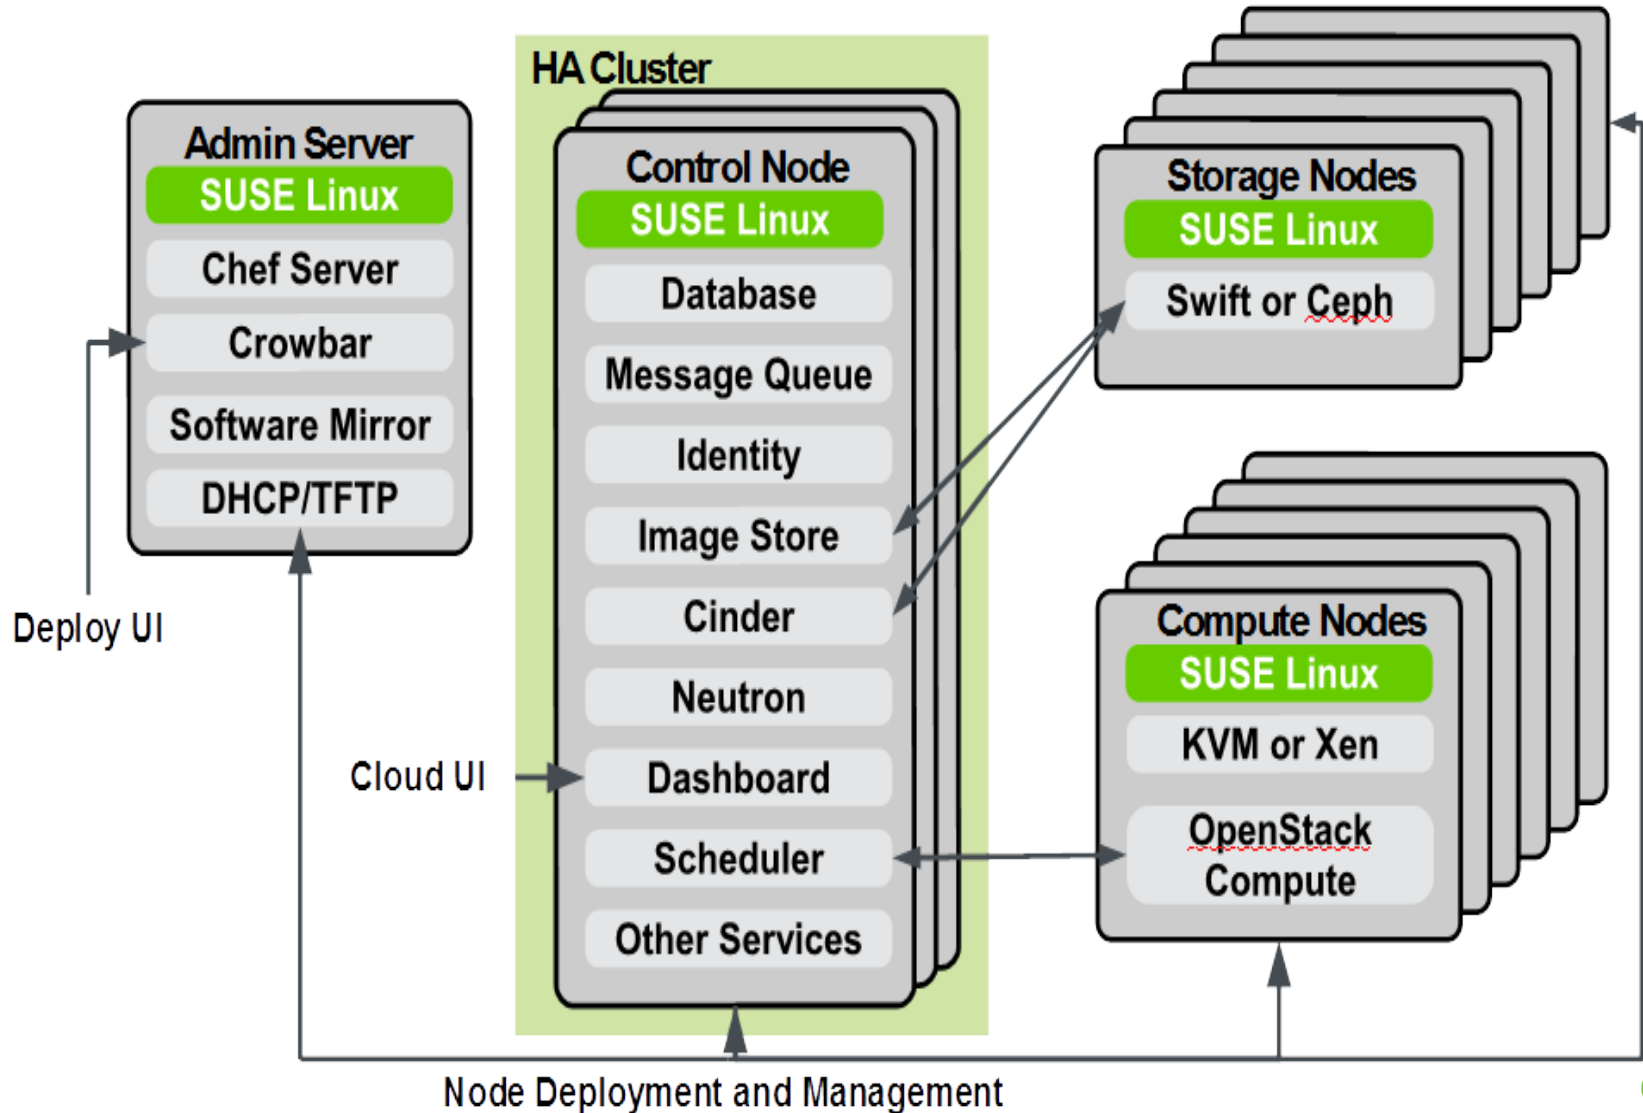 HA Cluster
Admin Server
SUSE Linux
Chef Server
Crowbar
Software Mirror
DHCP/TFTP
Deploy UI
Cloud UI
Control Node
SUSE Linux
Database
Message Queue
Identity
Image Store
Cinder
Neutron
Dashboard
Scheduler
Other Services
Storage Nodes
SUSE Linux
Swift or Ceph
Compute Nodes
SUSE Linux
KVM or Xen
OpenStack
Compute
Node Deployment and Management